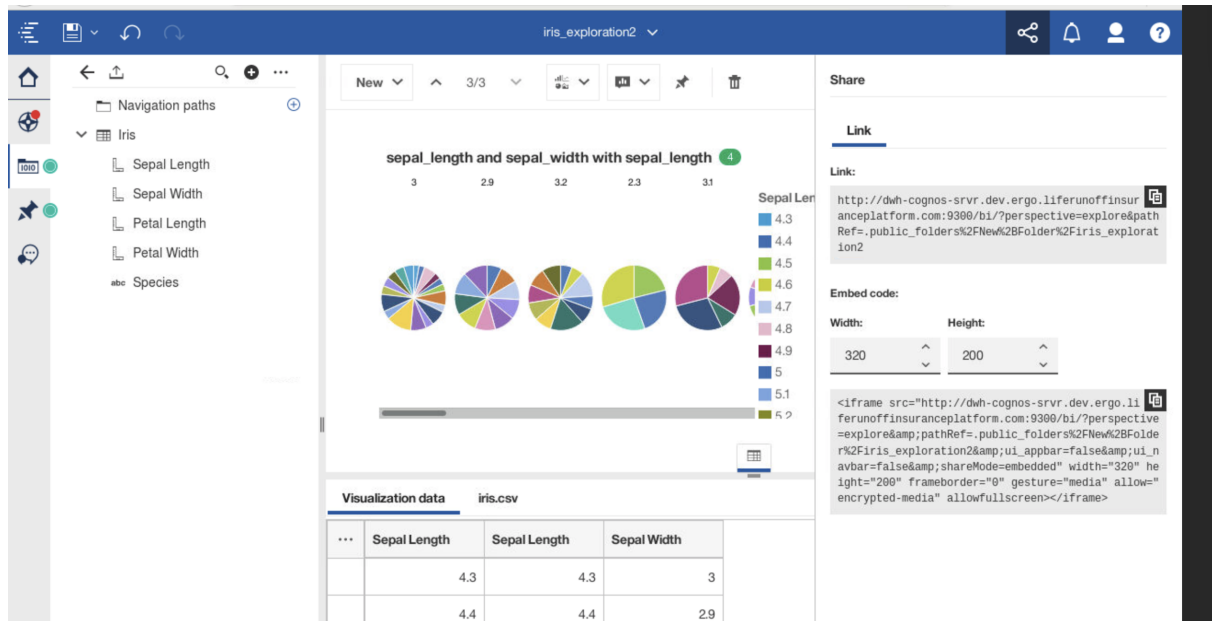 iris_exploration2
Navigation paths
Iris
Sepal Length
Sepal Width
Petal Length
Petal Width
abc Species
New
3/3
sepal_length and sepal_width with sepal_length 4
3 2.9 3.2 2.3 3.1
Sepal Len
4.3
4.4
4.5
4.6
4.7
4.8
4.9
5
5.1
5.2
Visualization data iris.csv
Sepal Length Sepal Length Sepal Width
4.3 4.3 3
4.4 4.4 2.9
Share
Link
Link:
http://dwh-cognos-srvr.dev.ergo.liferunoffinsur
anceplatform.com:9300/bi/?perspective=explore&path
Ref=.public_folders%2FNew%2BFolder%2Firis_explorat
ion2
Embed code:
Width: Height:
320 200
<iframe src="http://dwh-cognos-srvr.dev.ergo.li
ferunoffinsuranceplatform.com:9300/bi/?perspective
=explore&amp;pathRef=.public_folders%2FNew%2BFolde
r%2Firis_exploration2&amp;ui_appbar=false&amp;ui_n
avbar=false&amp;shareMode=embedded" width="320" he
ight="200" frameborder="0" gesture="media" allow="
encrypted-media" allowfullscreen></iframe>